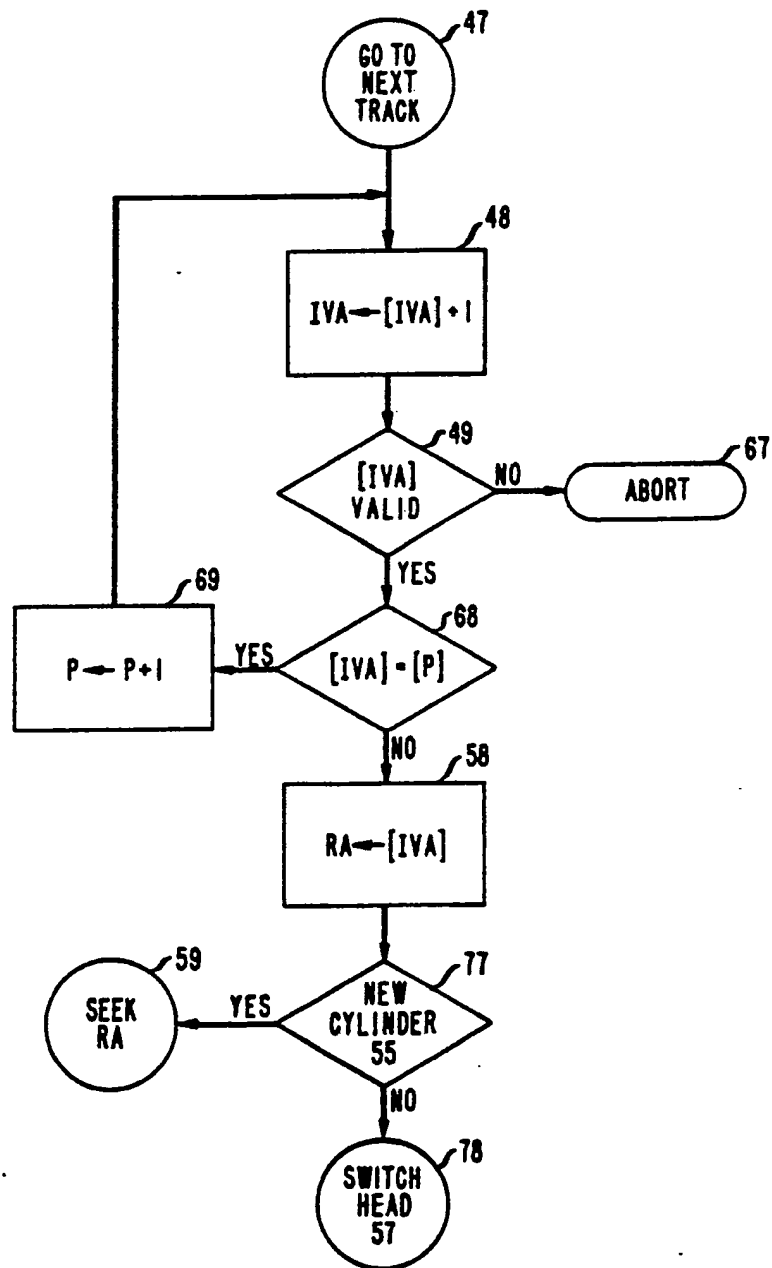 47
GO TO
NEXT
TRACK
48
IVA←[IVA]+1
49
[IVA]
VALID
NO
67
ABORT
YES
69
P←P+1
YES
68
[IVA]=[P]
NO
58
RA←[IVA]
59
SEEK
RA
YES
77
NEW
CYLINDER
55
NO
78
SWITCH
HEAD
57